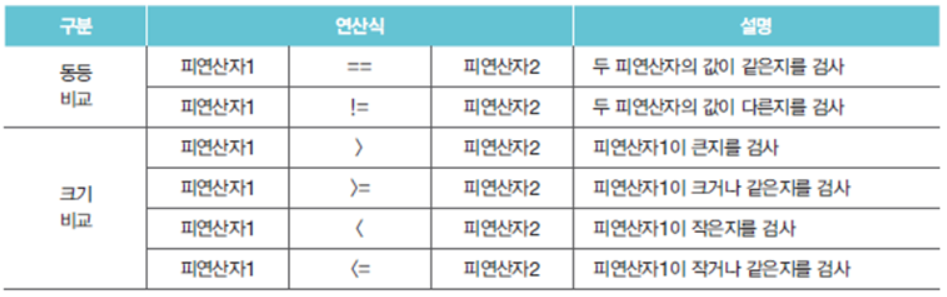 구분 연산식 설명
동등
비교
피연산자1 == 피연산자2 두 피연산자의 값이 같은지를 검사
피연산자1 != 피연산자2 두 피연산자의 값이 다른지를 검사
크기
비교
피연산자1 > 피연산자2 피연산자1이 큰지를 검사
피연산자1 >= 피연산자2 피연산자1이 크거나 같은지를 검사
피연산자1 < 피연산자2 피연산자1이 작은지를 검사
피연산자1 <= 피연산자2 피연산자1이 작거나 같은지를 검사